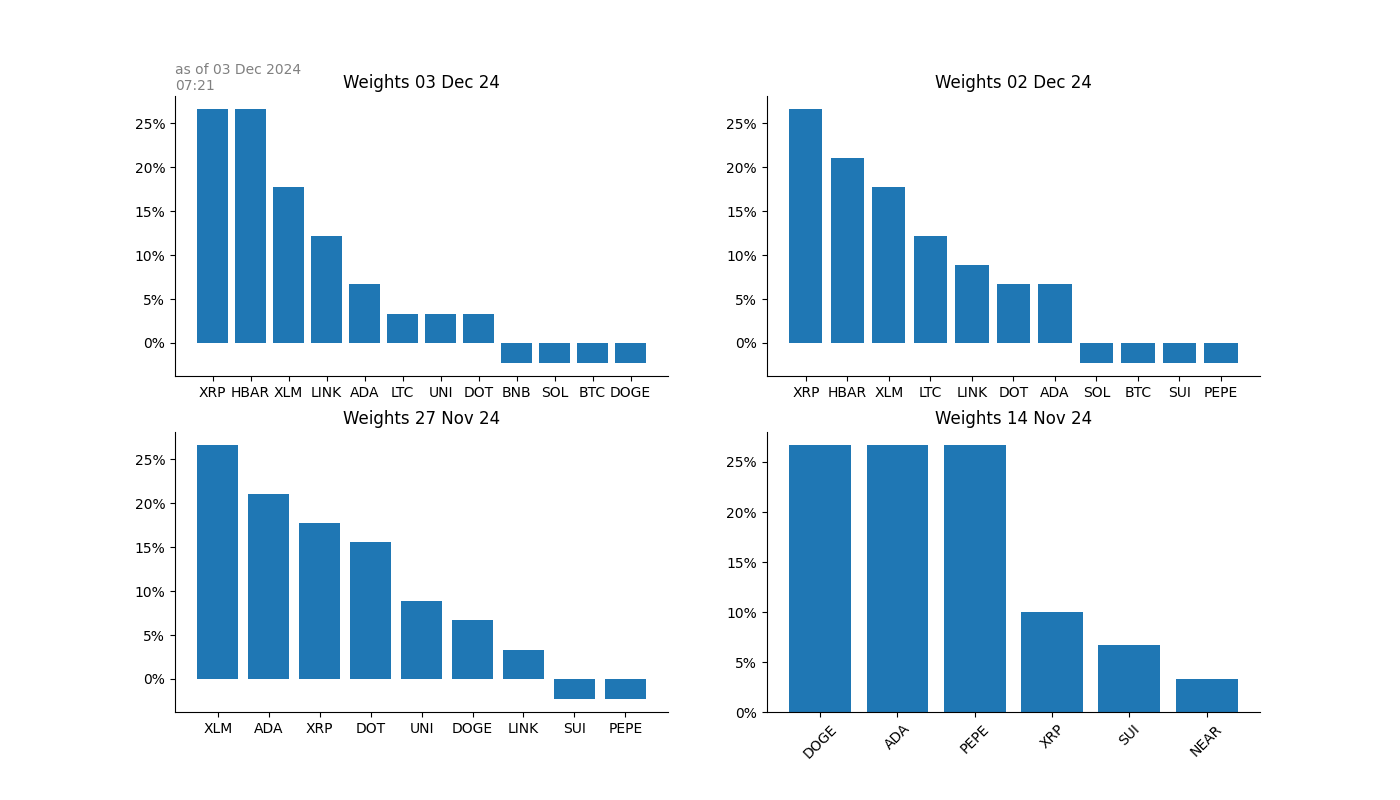 as of 03 Dec 2024
07:21
Weights 03 Dec 24
25%
20%
15%
10%
5%
0%
XRP HBAR XLM LINK ADA LTC UNI DOT BNB SOL BTC DOGE
Weights 02 Dec 24
25%
20%
15%
10%
5%
0%
XRP HBAR XLM LTC LINK DOT ADA SOL BTC SUI PEPE
Weights 27 Nov 24
25%
20%
15%
10%
5%
0%
XLM ADA XRP DOT UNI DOGE LINK SUI PEPE
Weights 14 Nov 24
25%
20%
15%
10%
5%
0%
DOGE ADA PEPE XRP SUI NEAR